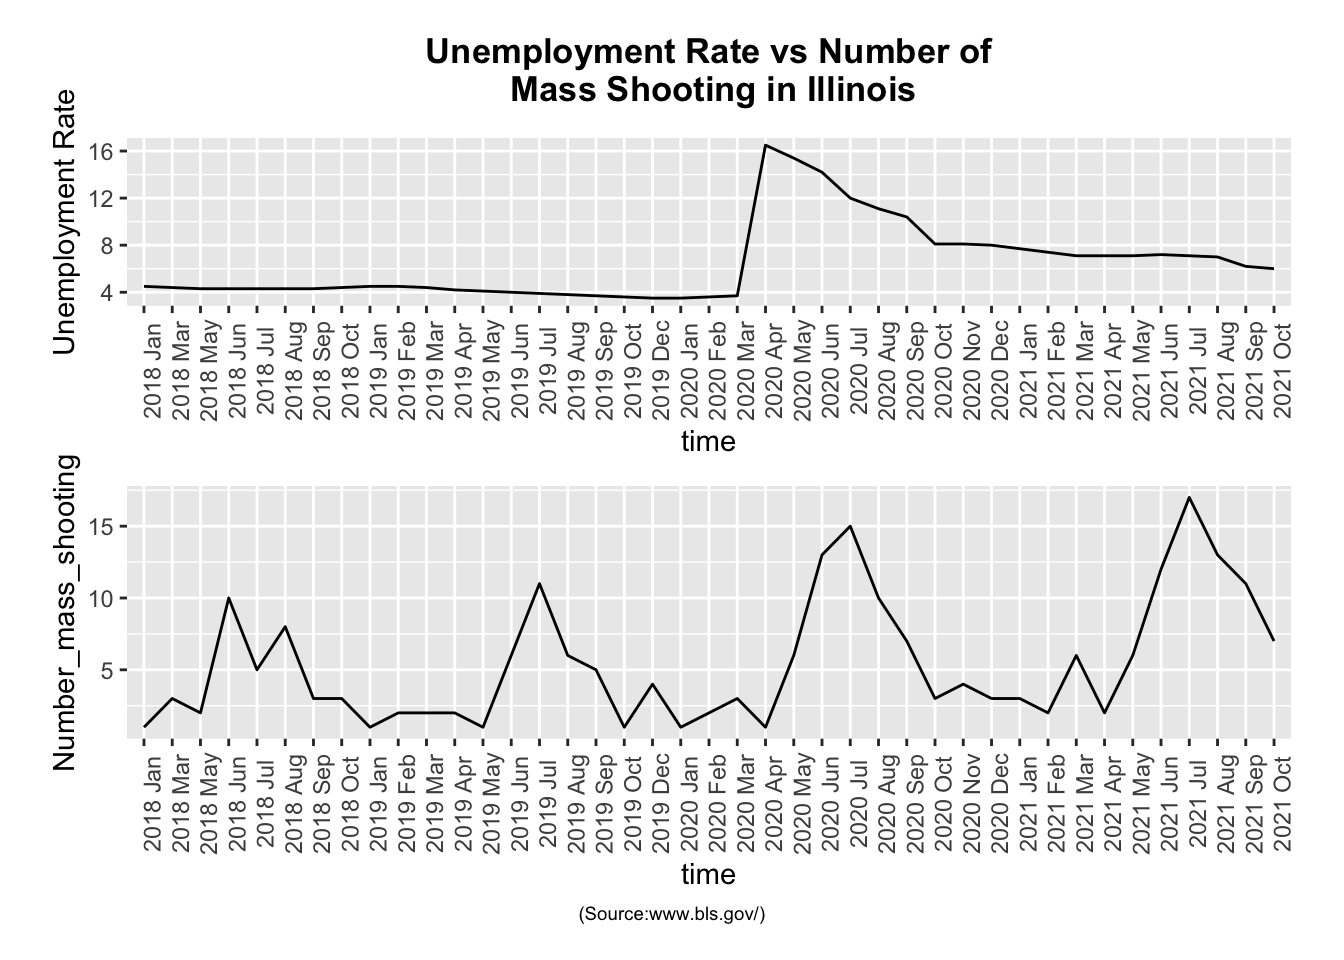 Unemployment Rate vs Number of
Mass Shooting in Illinois
Unemployment Rate
16
12
8
4
2018 Jan
2018 Mar
2018 May
2018 Jun
2018 Jul
2018 Aug
2018 Sep
2018 Oct
2019 Jan
2019 Feb
2019 Mar
2019 Apr
2019 May
2019 Jun
2019 Jul
2019 Aug
2019 Sep
2019 Oct
2019 Dec
2020 Jan
2020 Feb
2020 Mar
2020 Apr
2020 May
2020 Jun
2020 Jul
2020 Aug
2020 Sep
2020 Oct
2020 Nov
2020 Dec
2021 Jan
2021 Feb
2021 Mar
2021 Apr
2021 May
2021 Jun
2021 Jul
2021 Aug
2021 Sep
2021 Oct
time
Number_mass_shooting
15
10
5
2018 Jan
2018 Mar
2018 May
2018 Jun
2018 Jul
2018 Aug
2018 Sep
2018 Oct
2019 Jan
2019 Feb
2019 Mar
2019 Apr
2019 May
2019 Jun
2019 Jul
2019 Aug
2019 Sep
2019 Oct
2019 Dec
2020 Jan
2020 Feb
2020 Mar
2020 Apr
2020 May
2020 Jun
2020 Jul
2020 Aug
2020 Sep
2020 Oct
2020 Nov
2020 Dec
2021 Jan
2021 Feb
2021 Mar
2021 Apr
2021 May
2021 Jun
2021 Jul
2021 Aug
2021 Sep
2021 Oct
time
(Source:www.bls.gov/)